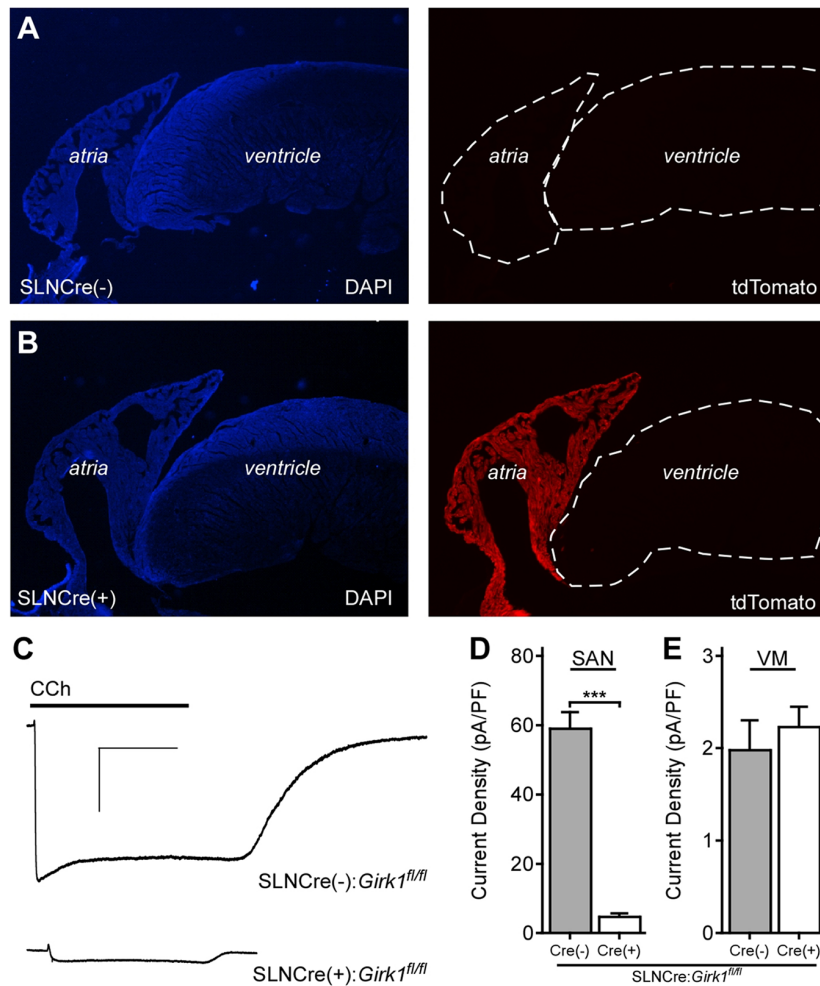 A
atria
ventricle
SLNCre(-)
DAPI
atria
ventricle
tdTomato
B
atria
ventricle
SLNCre(+)
DAPI
atria
ventricle
tdTomato
C
CCh
SLNCre(-):Girk1fl/fl
SLNCre(+):Girk1fl/fl
D
SAN
80
60
40
20
0
Current Density (pA/PF)
***
Cre(-) Cre(+)
E
VM
3
2
1
0
Current Density (pA/PF)
Cre(-) Cre(+)
SLNCre:Girk1fl/fl